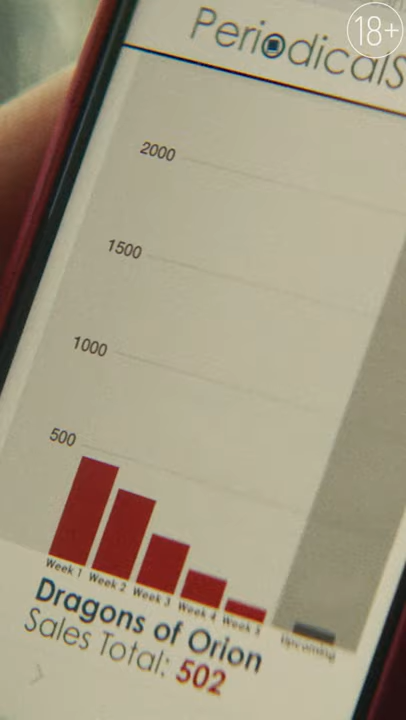 18+
Periodicals
2000
1500
1000
500
Week 1 Week 2 Week 3 Week 4 Week 5
Upcoming
Dragons of Orion
Sales Total: 502